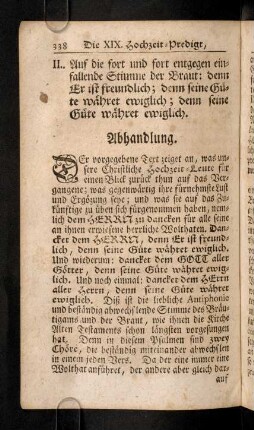 338 Die XIX. Hochzeit-Predigt,
II.. Auf die fort und fort entgegen ein-
fallende Stimme der Braut: denn
Er ist freundlich; denn seine Gü-
te währet ewiglich; denn seine
Güte währet ewiglich.
Abhandlung.
DEr vorgegebene Text zeiget an, was un-
sere Christliche Hochzeit-Leute für
einen Blick zurück thun auf das Ver-
gangene; was gegenwärtig ihr fürnehmste Lust
und Ergözung seye; und was sie auf das Zu-
künftige zu üben sich fürgenommen haben, nem-
lich dem HERRN zu dancken für alle seine
an ihnen erwiesene herrliche Wolthaten. Dan-
cket dem HERRN, denn Er ist freund-
lich, denn seine Güte währet ewiglich.
Und wiederum: dancket dem GOTT aller
Götter, denn seine Güte währet ewig-
lich. Und noch einmal: dancket dem HErrn
aller Herrn, denn seine Güte währet
ewiglich. Diß ist die liebliche Antiphonie
und beständig abwechslende Stimme des Bräu-
tigams und der Braut, wie ihnen die Kirche
Alten Testaments schon längsten vorgesungen
hat. Denn in diesem Psalmen sind zwey
Chöre, die beständig miteinander abwechslen
in einem jeden Vers. Da der eine nur eine
Wolthat anführet, der andere aber gleich dar-
auf